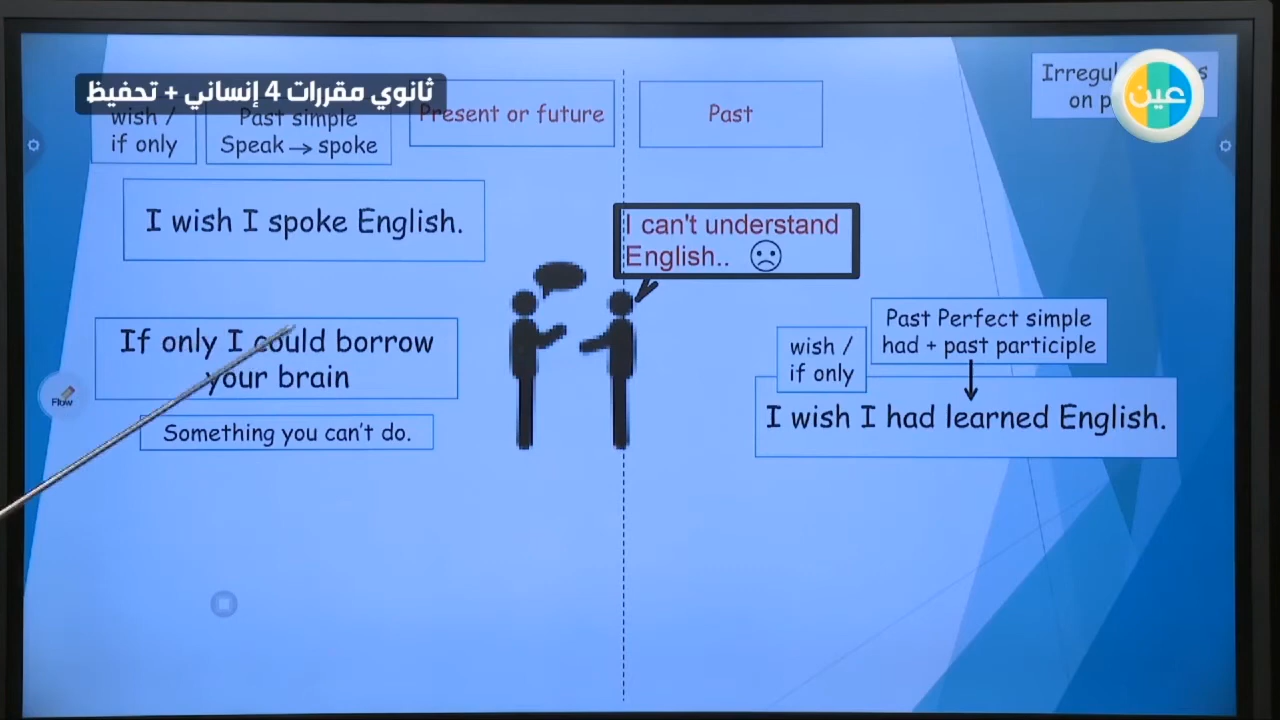 ثانوي مقررات 4 إنساني + تحفيظ
عين
wish /
if only
Past simple
Speak → spoke
Present or future
Past
on
I wish I spoke English.
I can't understand
English..
If only I could borrow
your brain
Something you can't do.
Flow
wish /
if only
Past Perfect simple
had + past participle
I wish I had learned English.